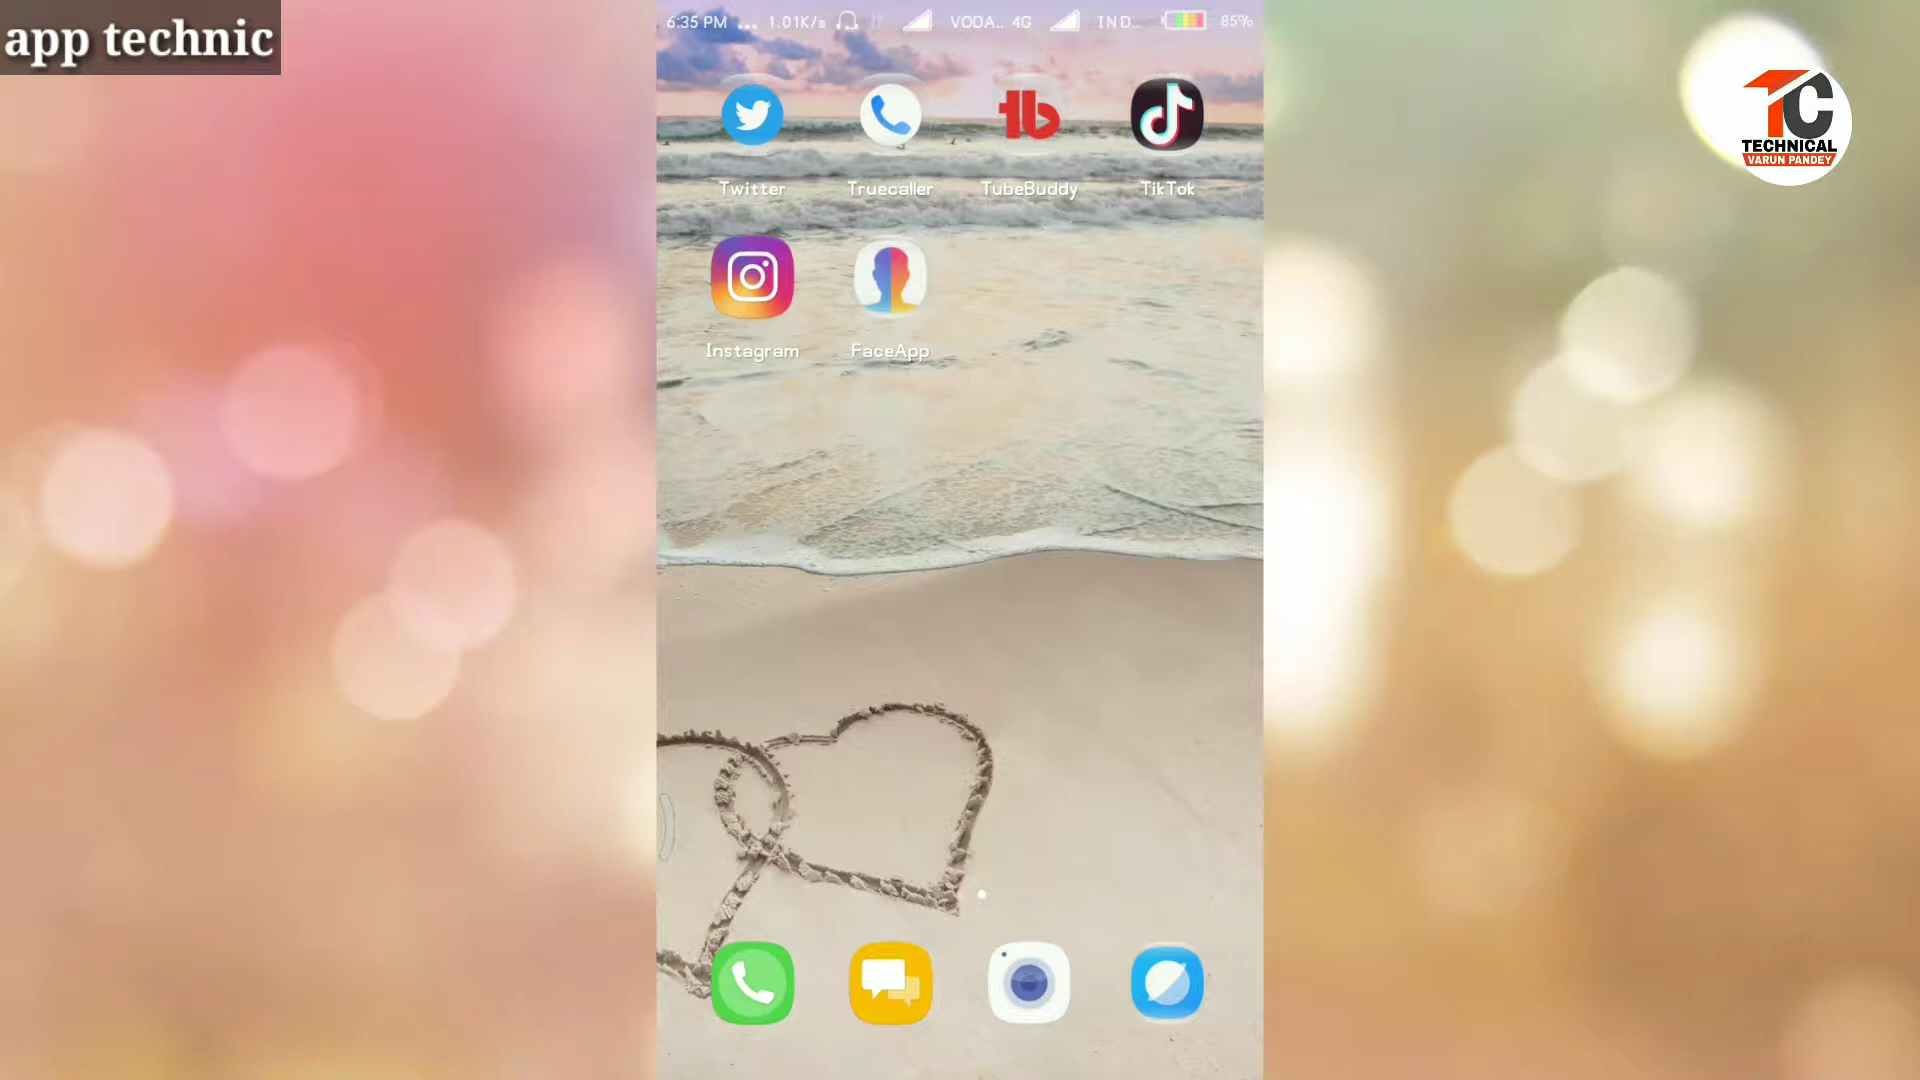 app technic
6:35 PM ... 1.01K/s VODA.. 4G IND... 85%
TC
TECHNICAL
VARUN PANDEY
Twitter Truecaller TubeBuddy TikTok
Instagram FaceApp